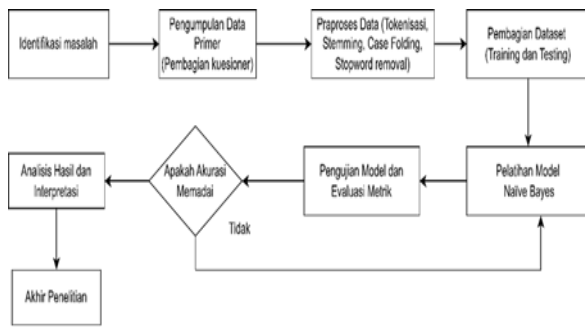 Identifikasi masalah
Pengumpulan Data
Primer
(Pembagian kuesioner)
Praproses Data (Tokenisasi,
Stemming, Case Folding,
Stopword removal)
Pembagian Dataset
(Training dan Testing)
Pelatihan Model
Naïve Bayes
Pengujian Model dan
Evaluasi Metrik
Apakah Akurasi
Memadai
Tidak
Analisis Hasil dan
Interpretasi
Akhir Penelitian